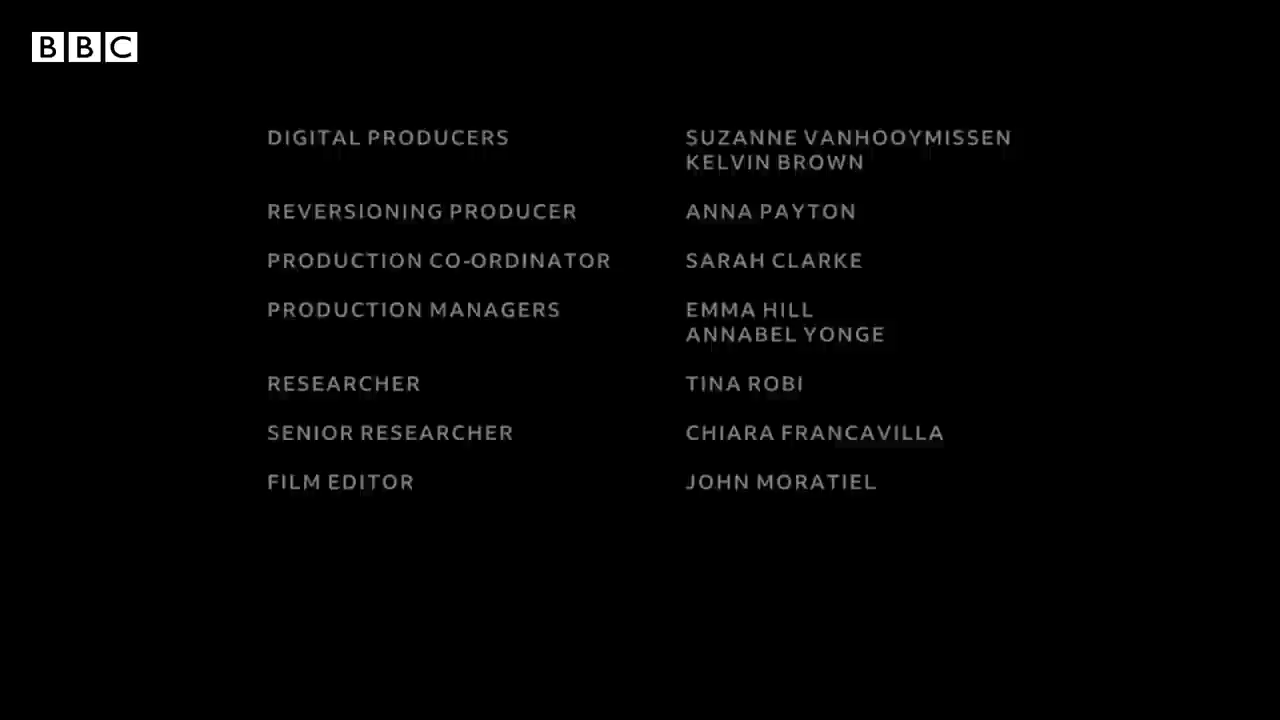 BBC
DIGITAL PRODUCERS SUZANNE VANHOOYMISSEN
KELVIN BROWN
REVERSIONING PRODUCER ANNA PAYTON
PRODUCTION CO-ORDINATOR SARAH CLARKE
PRODUCTION MANAGERS EMMA HILL
ANNABEL YONGE
RESEARCHER TINA ROBI
SENIOR RESEARCHER CHIARA FRANCAVILLA
FILM EDITOR JOHN MORATIEL